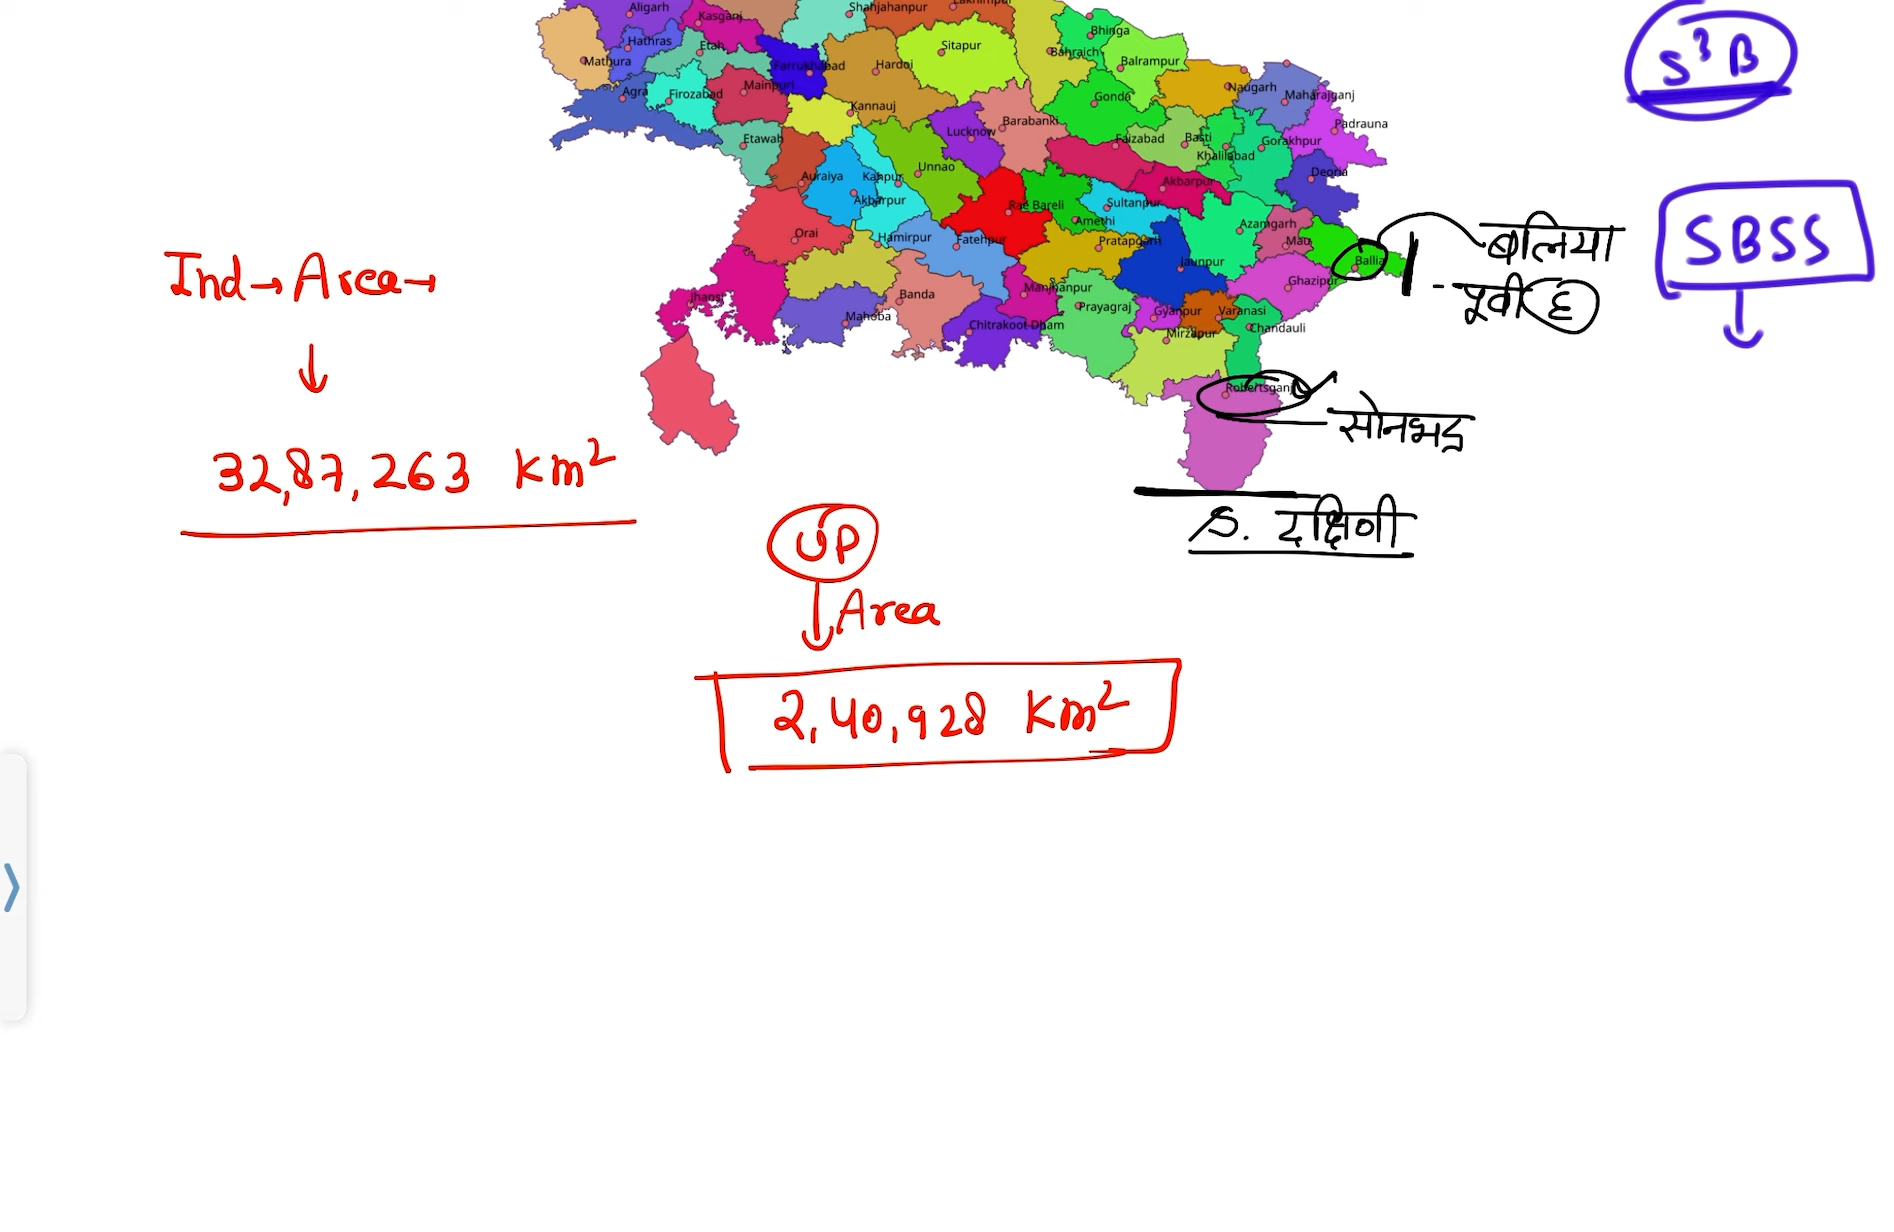 Aligarh
Kasganj
Shahjahanpur
Hathras
Etah
Mathura
Farrukhabad
Hardoi
Sitapur
Bahraich
Bhinga
Balrampur
Agra
Firozabad
Mainpuri
Kannauj
Gonda
Naugarh
Maharajganj
Padrauna
Etawah
Lucknow
Barabanki
Faizabad
Basti
Khalilabad
Gorakhpur
Deoria
Auraiya
Kanpur
Unnao
Akbarpur
Akbarpur
Rae Bareli
Amethi
Sultanpur
Azamgarh
Mau
Ballia
Orai
Hamirpur
Fatehpur
Pratapgarh
Jaunpur
Ghazipur
Jhansi
Mahoba
Banda
Manjhanpur
Prayagraj
Gyanpur
Varanasi
Chandauli
Chitrakoot Dham
Mirzapur
Robertsganj
S³B
SBSS
बलिया
- पूर्वी E
सोनभद्र
S. दक्षिणी
Ind → Area →
32,87,263 Km²
UP
Area
2,40,928 Km²